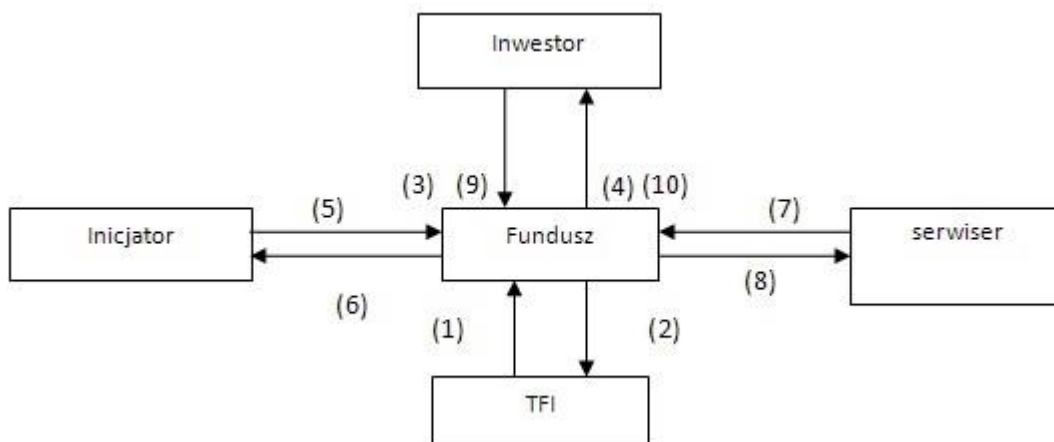 Inwestor
(3) (9) (4) (10)
(5) (7)
Inicjator Fundusz serwiser
(6) (8)
(1) (2)
TFI